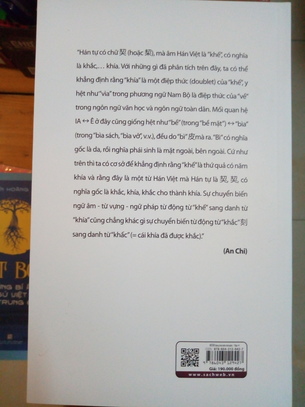 "Hán tự có chữ 契 (hoặc 栔), mà âm Hán Việt là "khế", có nghĩa
là khắc,… khía. Với những gì đã phân tích trên đây, ta có thể
khẳng định rằng "khía" là một điệp thức (doublet) của "khế", y
hệt như "vìa" trong phương ngữ Nam Bộ là điệp thức của "về"
trong ngôn ngữ văn học và ngôn ngữ toàn dân. Mối quan hệ
IA ↔ Ê ở đây cũng giống hệt như "bề" (trong "bề mặt") ↔ "bìa"
(trong "bìa sách", "bìa vở", v.v.), đều do "bì" 皮 mà ra. "Bì" có nghĩa
gốc là da, rồi nghĩa phái sinh là mặt ngoài, bên ngoài. Cứ như
trên thì ta có cơ sở để khẳng định rằng "khế" là thứ quả có năm
khía và rằng đây là một từ Hán Việt mà Hán tự là 契, 栔, có
nghĩa gốc là khắc, khía, khắc cho thành khía. Sự chuyển biến
ngữ âm - từ vựng - ngữ pháp từ động từ "khế" sang danh từ
"khía" cũng chẳng khác gì sự chuyển biến từ động từ "khắc" 刻
sang danh từ "khắc" (= cái khía đã được khắc)."
(An Chi)
Giá: 190.000 đồng
www.sachweb.vn